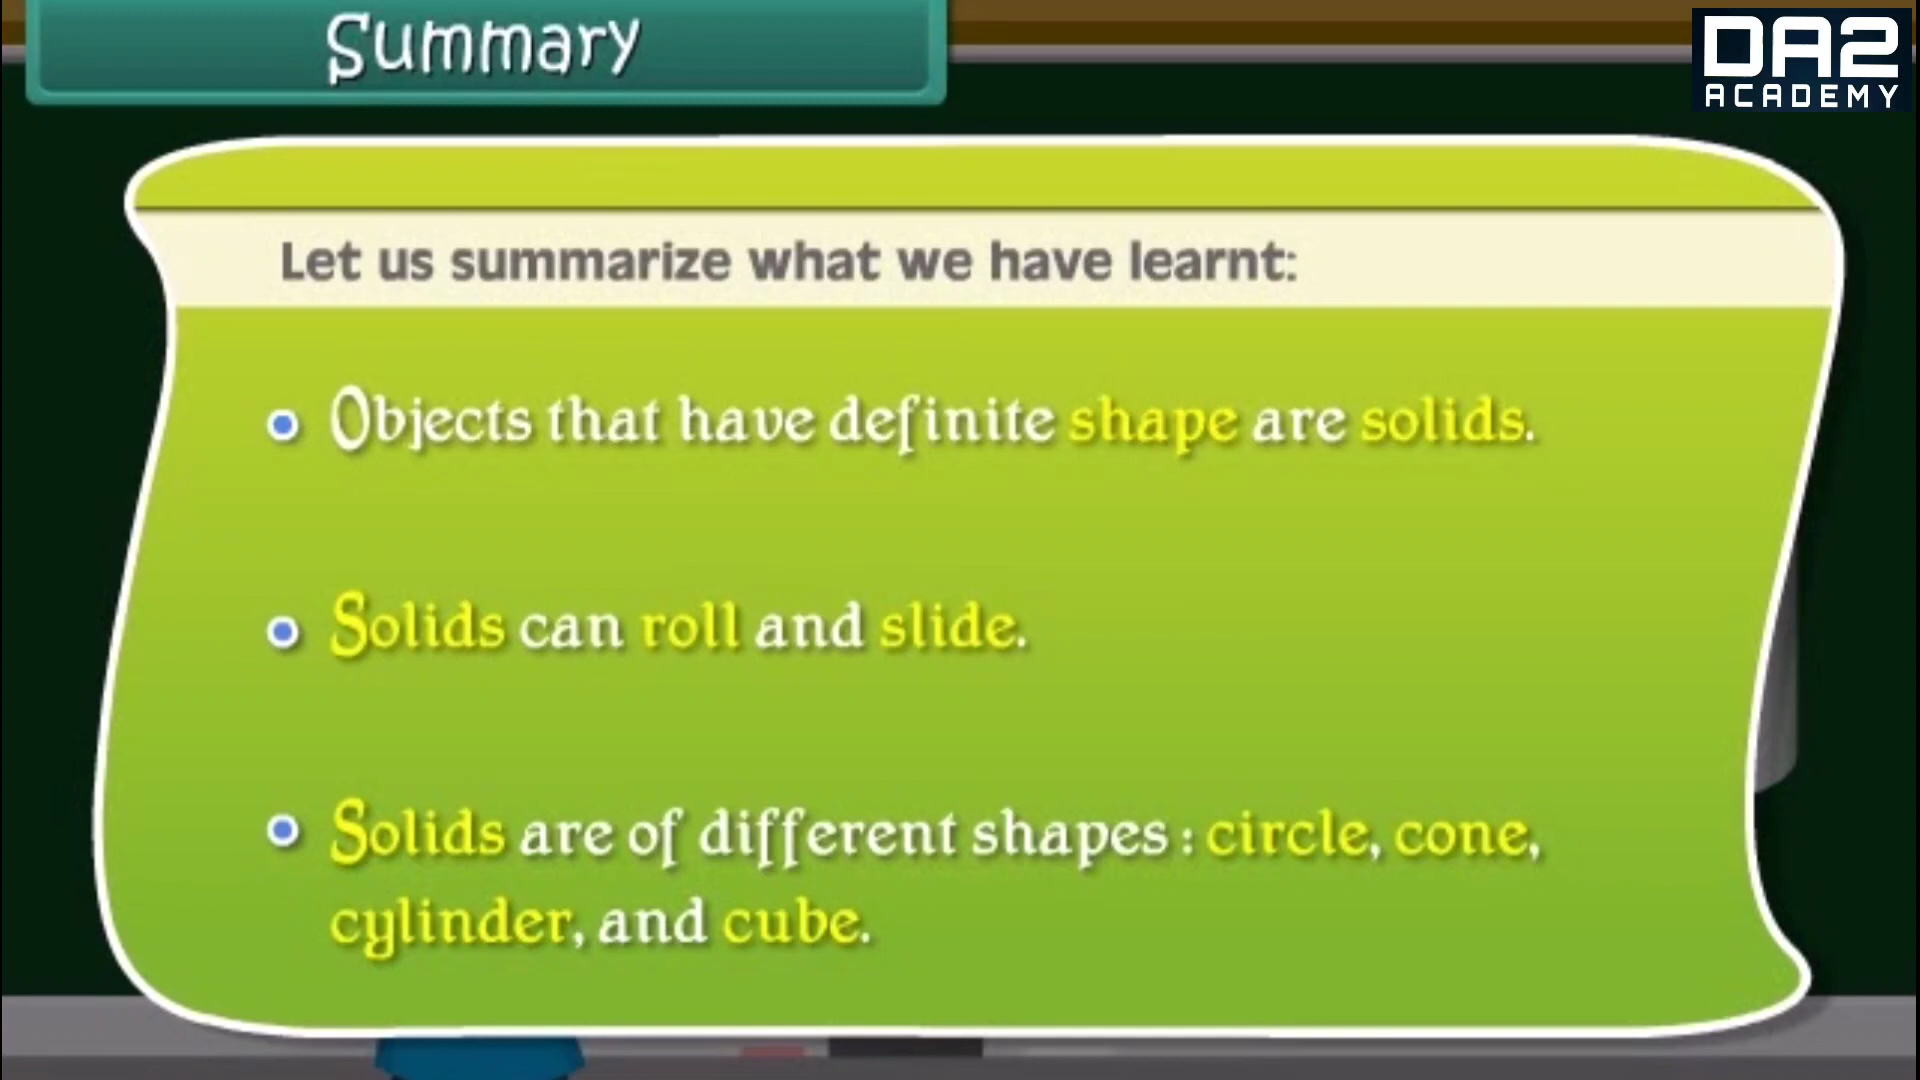 Summary
DA2
ACADEMY
Let us summarize what we have learnt:
Objects that have definite shape are solids.
Solids can roll and slide.
Solids are of different shapes : circle, cone,
cylinder, and cube.